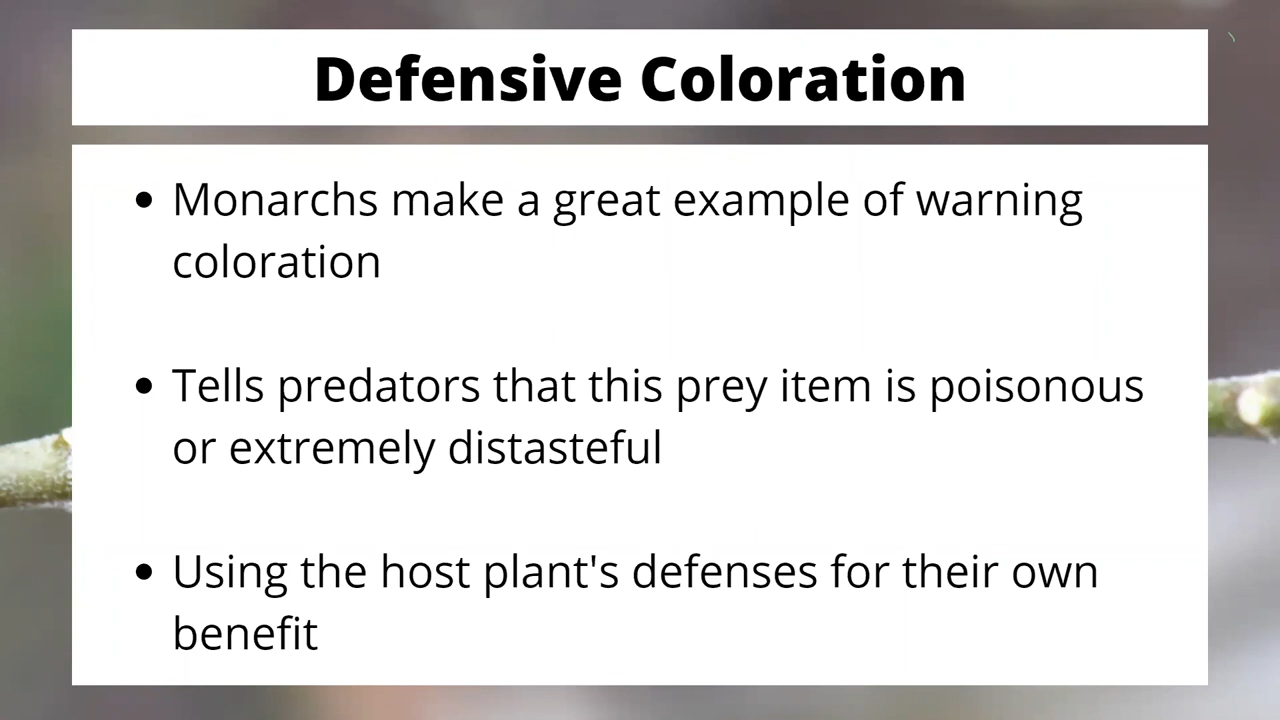 Defensive Coloration
• Monarchs make a great example of warning
coloration
• Tells predators that this prey item is poisonous
or extremely distasteful
• Using the host plant's defenses for their own
benefit